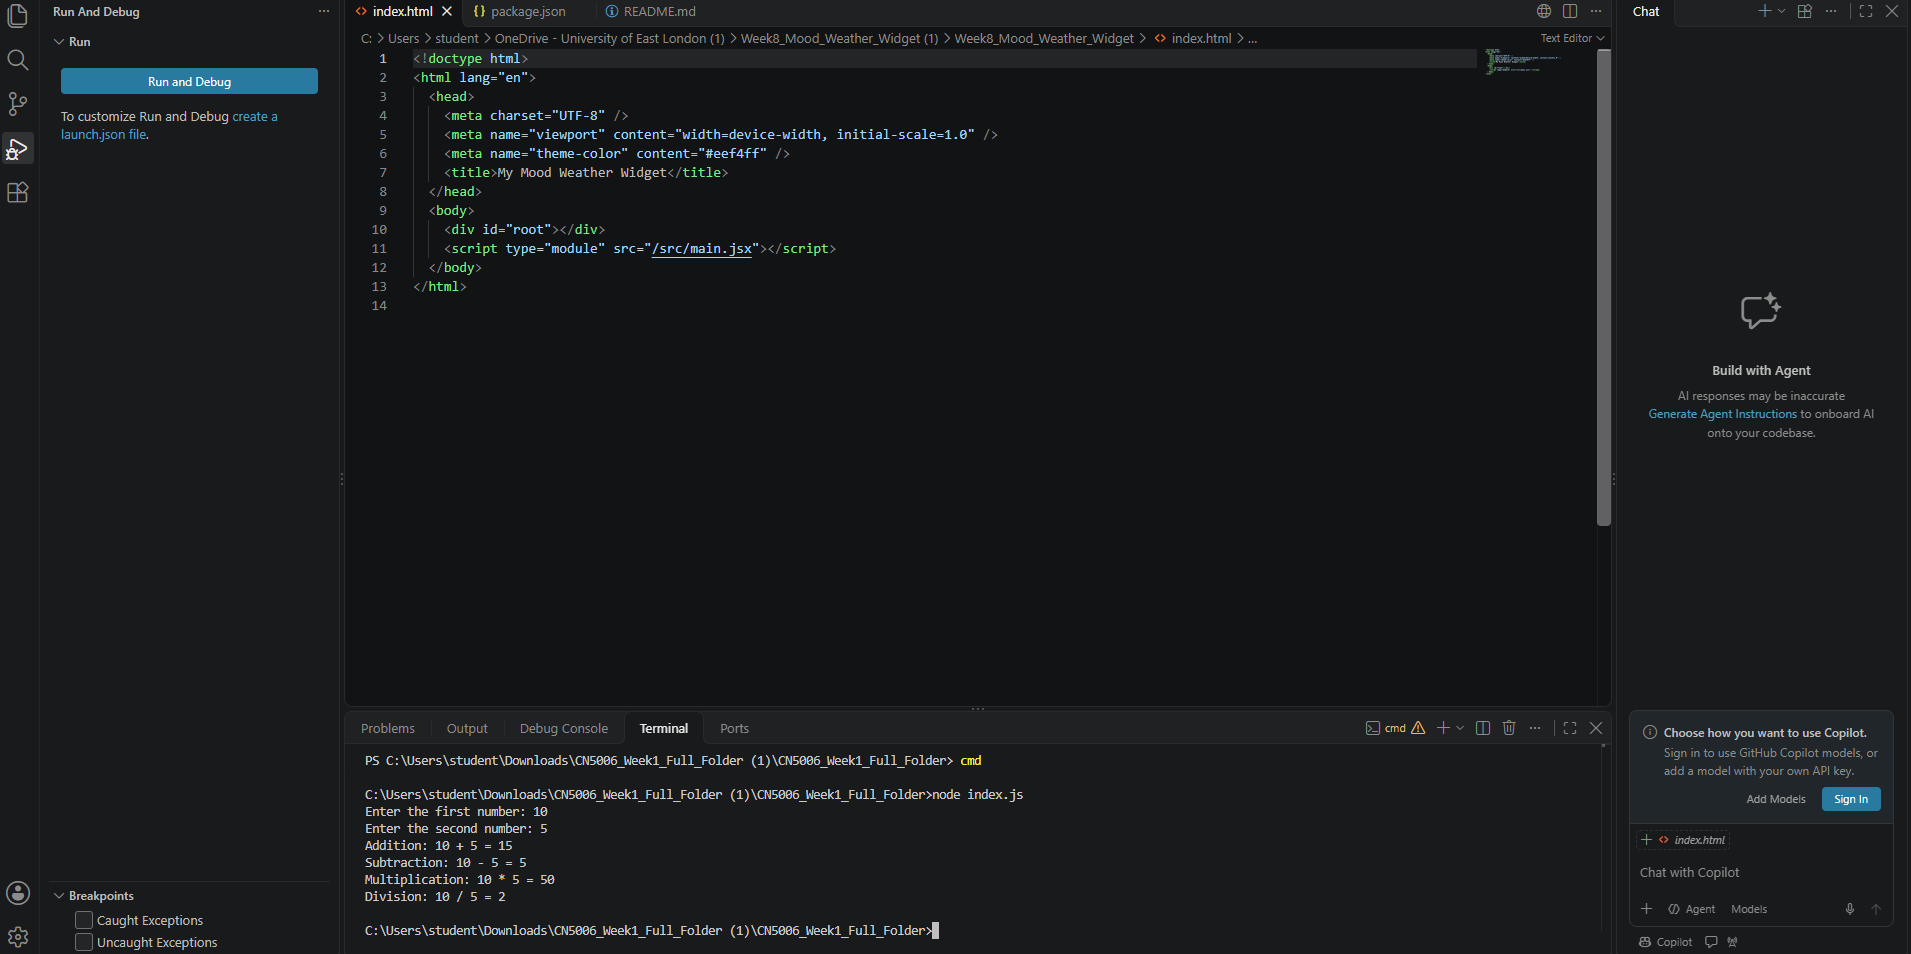 Run And Debug
Run
Run and Debug
To customize Run and Debug create a
launch.json file.
Breakpoints
Caught Exceptions
Uncaught Exceptions
index.html
package.json
README.md
C: > Users > student > OneDrive - University of East London (1) > Week8_Mood_Weather_Widget (1) > Week8_Mood_Weather_Widget > index.html > ...
Text Editor
1 <!doctype html>
2 <html lang="en">
3 <head>
4 <meta charset="UTF-8" />
5 <meta name="viewport" content="width=device-width, initial-scale=1.0" />
6 <meta name="theme-color" content="#eef4ff" />
7 <title>My Mood Weather Widget</title>
8 </head>
9 <body>
10 <div id="root"></div>
11 <script type="module" src="/src/main.jsx"></script>
12 </body>
13 </html>
14
Problems
Output
Debug Console
Terminal
Ports
cmd
PS C:\Users\student\Downloads\CN5006_Week1_Full_Folder (1)\CN5006_Week1_Full_Folder> cmd
C:\Users\student\Downloads\CN5006_Week1_Full_Folder (1)\CN5006_Week1_Full_Folder>node index.js
Enter the first number: 10
Enter the second number: 5
Addition: 10 + 5 = 15
Subtraction: 10 - 5 = 5
Multiplication: 10 * 5 = 50
Division: 10 / 5 = 2
C:\Users\student\Downloads\CN5006_Week1_Full_Folder (1)\CN5006_Week1_Full_Folder>
Chat
Build with Agent
AI responses may be inaccurate
Generate Agent Instructions to onboard AI
onto your codebase.
Choose how you want to use Copilot.
Sign in to use GitHub Copilot models, or
add a model with your own API key.
Add Models
Sign In
index.html
Chat with Copilot
Agent
Models
Copilot